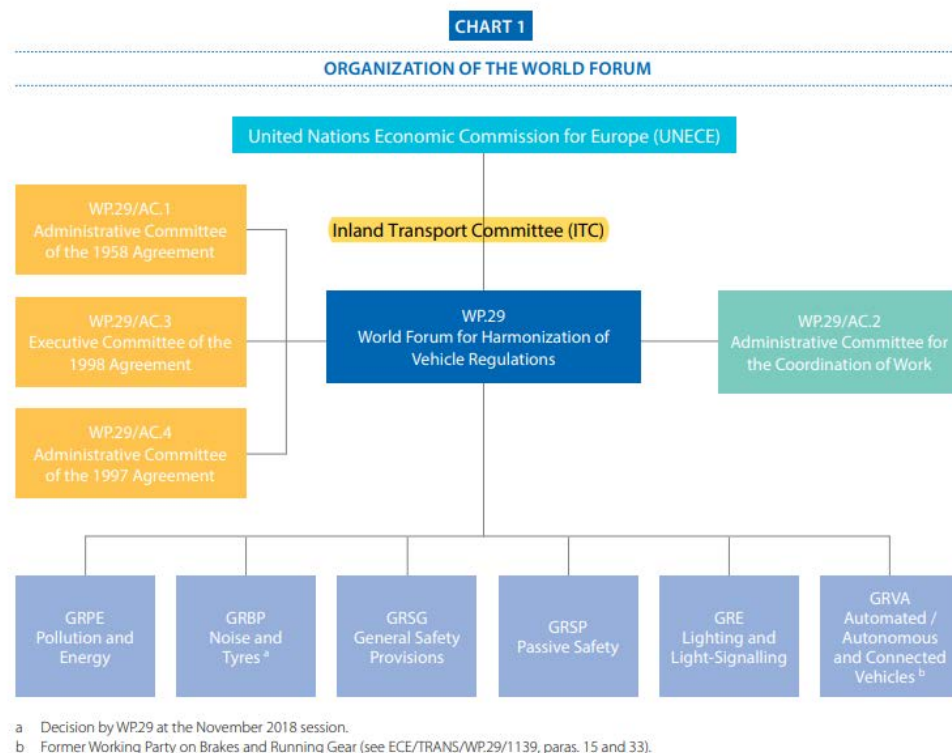 CHART 1
ORGANIZATION OF THE WORLD FORUM
United Nations Economic Commission for Europe (UNECE)
WP.29/AC.1
Administrative Committee
of the 1958 Agreement
Inland Transport Committee (ITC)
WP.29/AC.3
Executive Committee of the
1998 Agreement
WP.29
World Forum for Harmonization of
Vehicle Regulations
WP.29/AC.2
Administrative Committee for
the Coordination of Work
WP.29/AC.4
Administrative Committee
of the 1997 Agreement
GRPE
Pollution and
Energy
GRBP
Noise and
Tyres a
GRSG
General Safety
Provisions
GRSP
Passive Safety
GRE
Lighting and
Light-Signalling
GRVA
Automated /
Autonomous
and Connected
Vehicles b
a Decision by WP.29 at the November 2018 session.
b Former Working Party on Brakes and Running Gear (see ECE/TRANS/WP.29/1139, paras. 15 and 33).